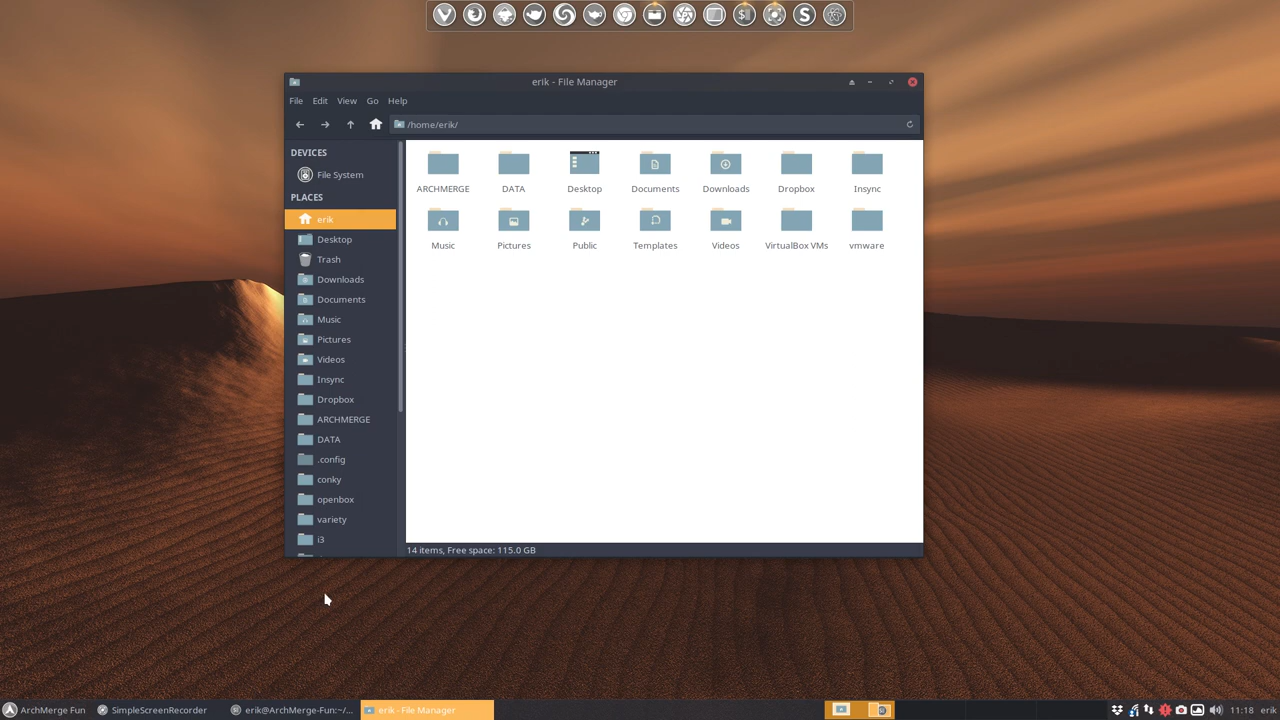 erik - File Manager
File Edit View Go Help
/home/erik/
DEVICES
File System
PLACES
erik
Desktop
Trash
Downloads
Documents
Music
Pictures
Videos
Insync
Dropbox
ARCHMERGE
DATA
.config
conky
openbox
variety
i3
ARCHMERGE DATA Desktop Documents Downloads Dropbox Insync
Music Pictures Public Templates Videos VirtualBox VMs vmware
14 items, Free space: 115.0 GB
ArchMerge Fun SimpleScreenRecorder erik@ArchMerge-Fun:~/... erik - File Manager 11:18 erik